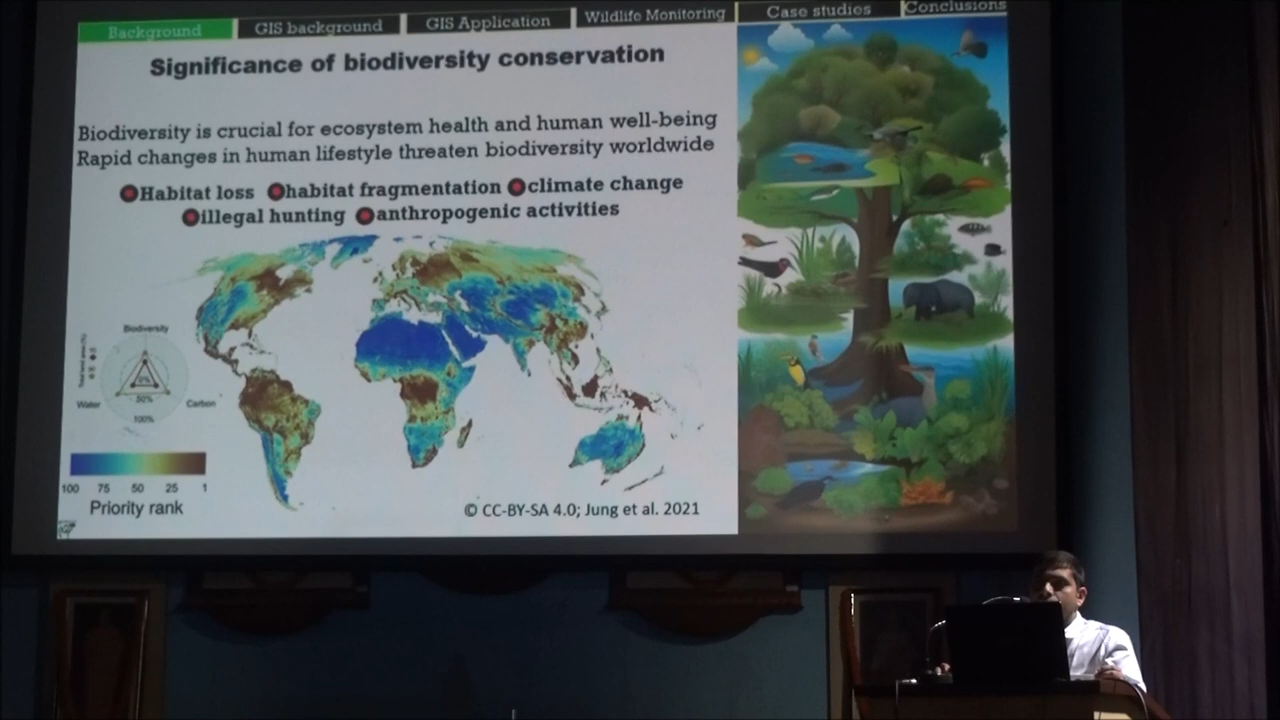 Background GIS background GIS Application Wildlife Monitoring Case studies Conclusions
Significance of biodiversity conservation
Biodiversity is crucial for ecosystem health and human well-being
Rapid changes in human lifestyle threaten biodiversity worldwide
Habitat loss habitat fragmentation climate change
illegal hunting anthropogenic activities
Biodiversity
0%
50%
Water Carbon
100%
100 75 50 25 1
Priority rank
© CC-BY-SA 4.0; Jung et al. 2021